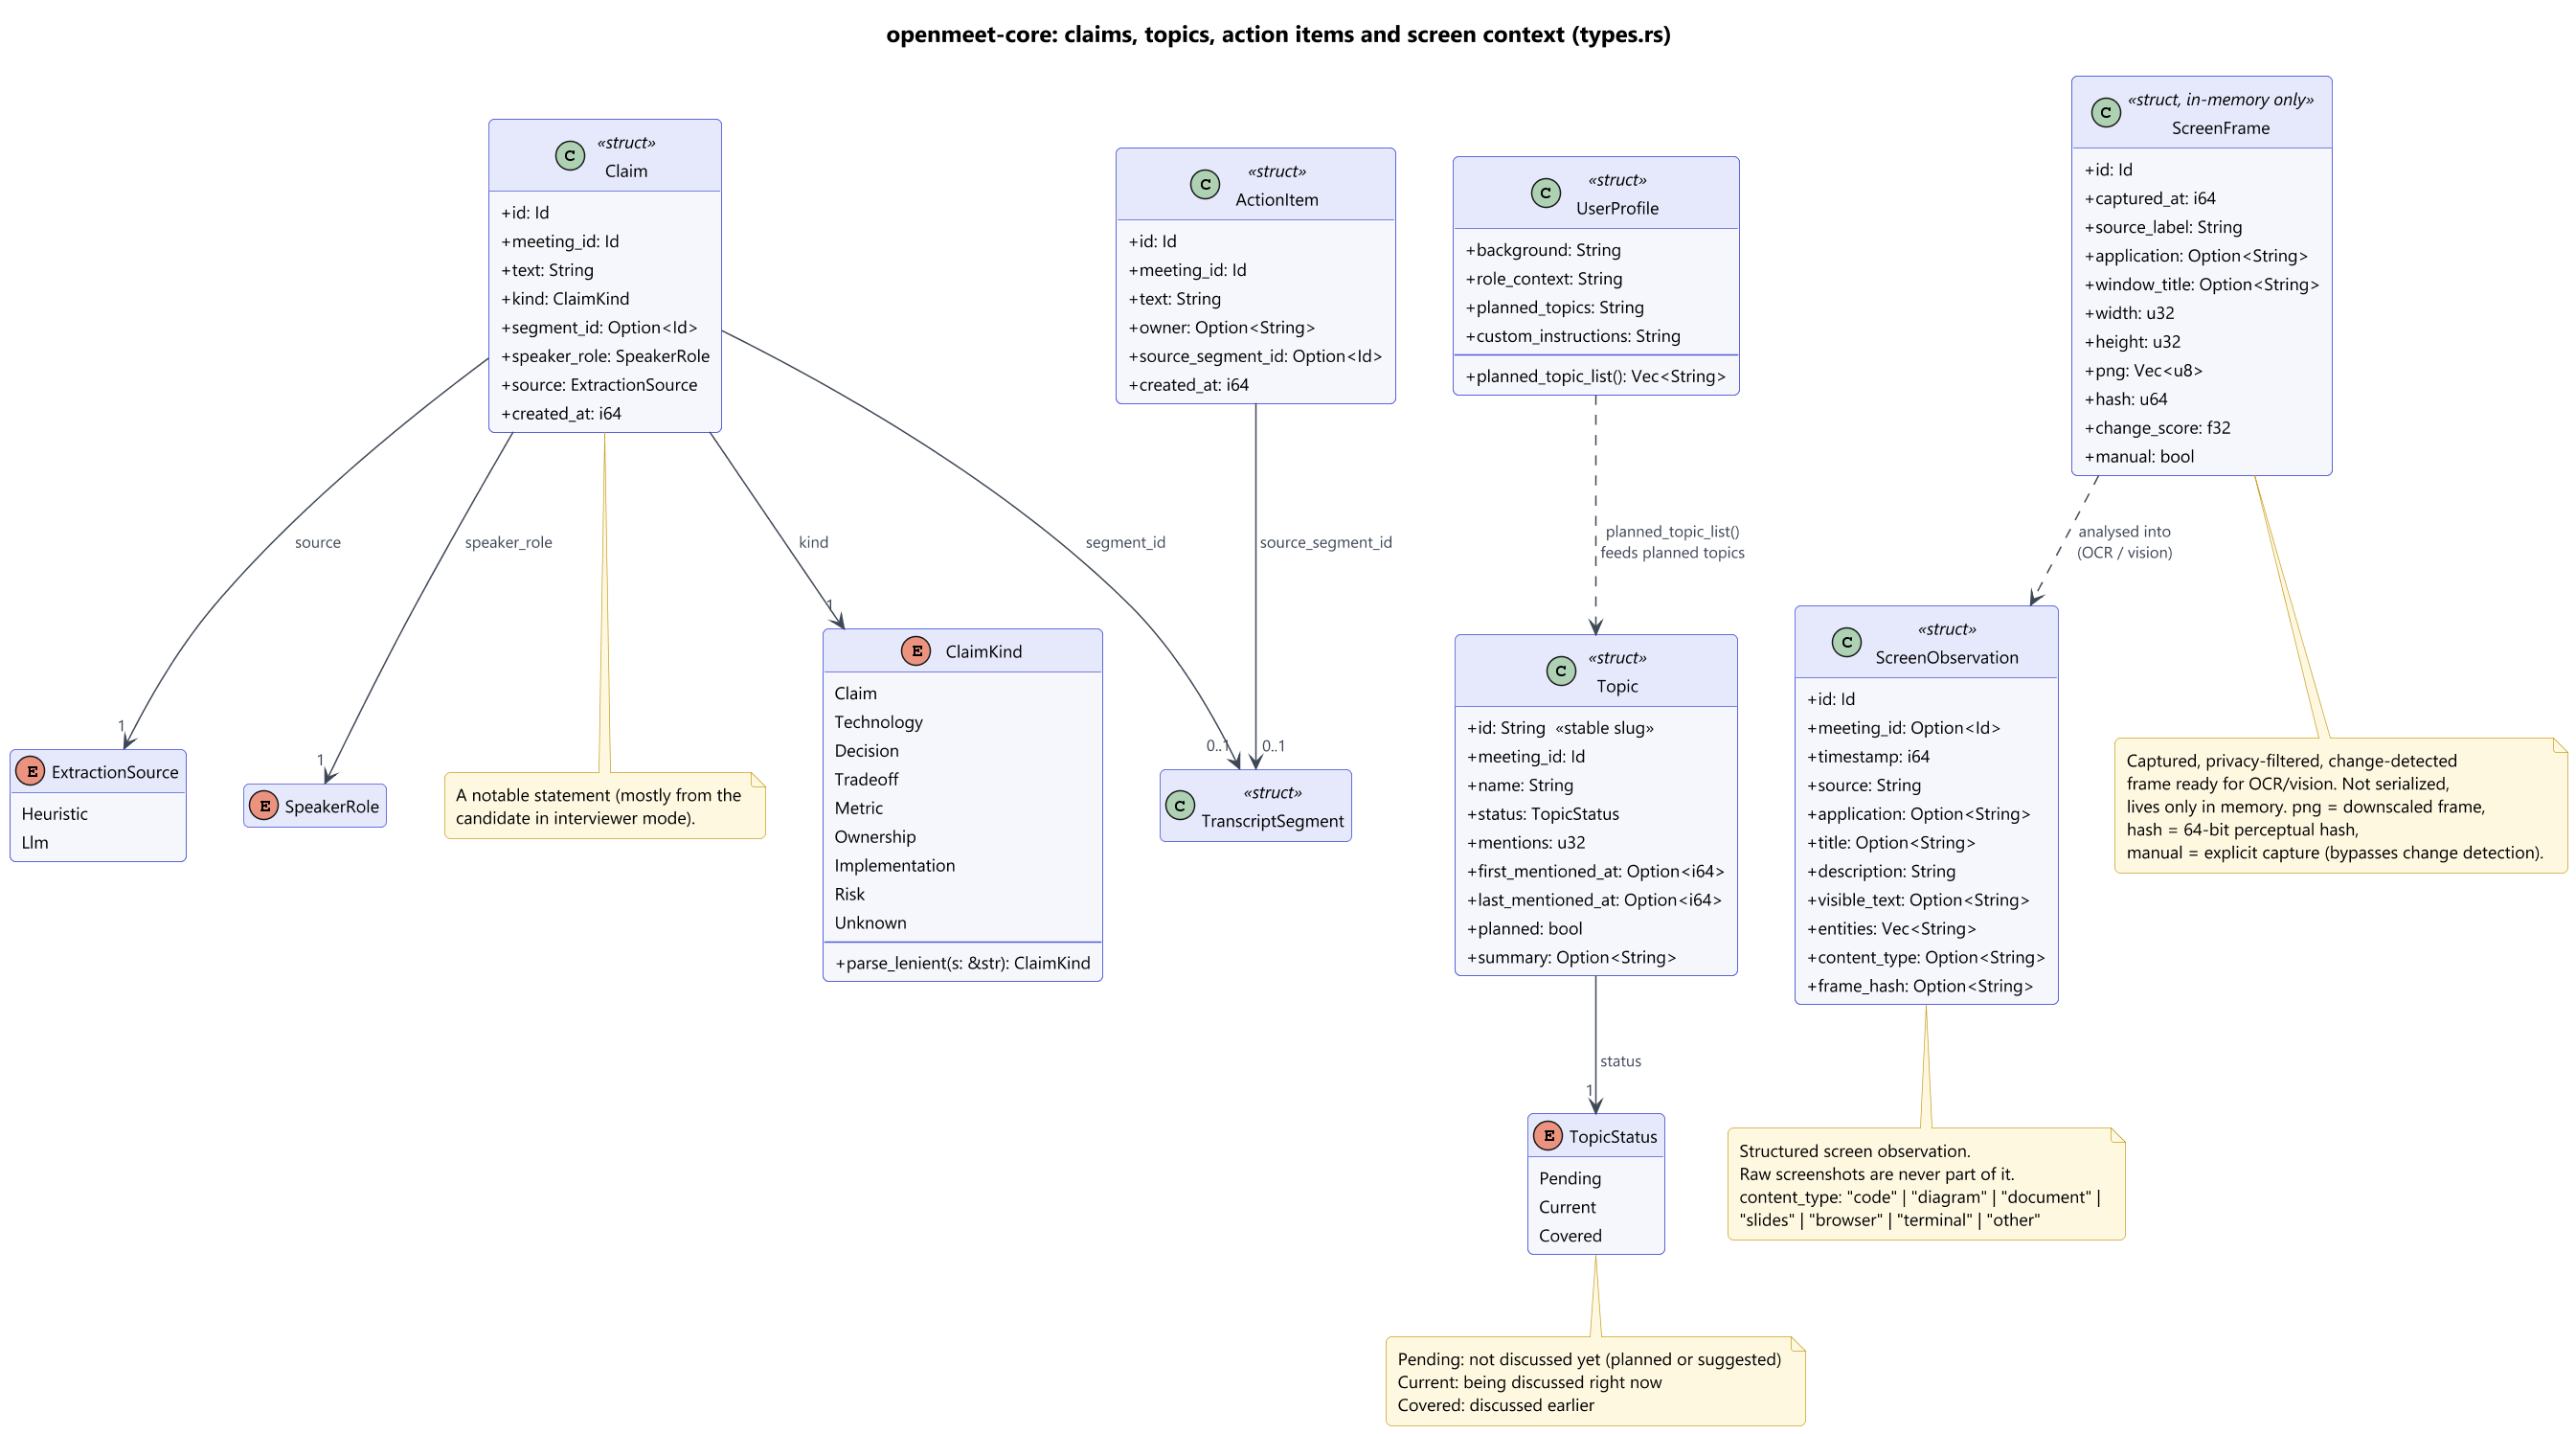 openmeet-core: claims, topics, action items and screen context (types.rs)
C
«struct»
Claim
+id: Id
+meeting_id: Id
+text: String
+kind: ClaimKind
+segment_id: Option<Id>
+speaker_role: SpeakerRole
+source: ExtractionSource
+created_at: i64
C
«struct»
ActionItem
+id: Id
+meeting_id: Id
+text: String
+owner: Option<String>
+source_segment_id: Option<Id>
+created_at: i64
C
«struct»
UserProfile
+background: String
+role_context: String
+planned_topics: String
+custom_instructions: String
+planned_topic_list(): Vec<String>
C
«struct, in-memory only»
ScreenFrame
+id: Id
+captured_at: i64
+source_label: String
+application: Option<String>
+window_title: Option<String>
+width: u32
+height: u32
+png: Vec<u8>
+hash: u64
+change_score: f32
+manual: bool
source
speaker_role
kind
segment_id
source_segment_id
planned_topic_list()
feeds planned topics
analysed into
(OCR / vision)
1
1
1
0..1
0..1
E
ExtractionSource
Heuristic
Llm
E
SpeakerRole
A notable statement (mostly from the
candidate in interviewer mode).
E
ClaimKind
Claim
Technology
Decision
Tradeoff
Metric
Ownership
Implementation
Risk
Unknown
+parse_lenient(s: &str): ClaimKind
C
«struct»
TranscriptSegment
C
«struct»
Topic
+id: String «stable slug»
+meeting_id: Id
+name: String
+status: TopicStatus
+mentions: u32
+first_mentioned_at: Option<i64>
+last_mentioned_at: Option<i64>
+planned: bool
+summary: Option<String>
C
«struct»
ScreenObservation
+id: Id
+meeting_id: Option<Id>
+timestamp: i64
+source: String
+application: Option<String>
+title: Option<String>
+description: String
+visible_text: Option<String>
+entities: Vec<String>
+content_type: Option<String>
+frame_hash: Option<String>
Captured, privacy-filtered, change-detected
frame ready for OCR/vision. Not serialized,
lives only in memory. png = downscaled frame,
hash = 64-bit perceptual hash,
manual = explicit capture (bypasses change detection).
status
1
E
TopicStatus
Pending
Current
Covered
Structured screen observation.
Raw screenshots are never part of it.
content_type: "code" | "diagram" | "document" |
"slides" | "browser" | "terminal" | "other"
Pending: not discussed yet (planned or suggested)
Current: being discussed right now
Covered: discussed earlier